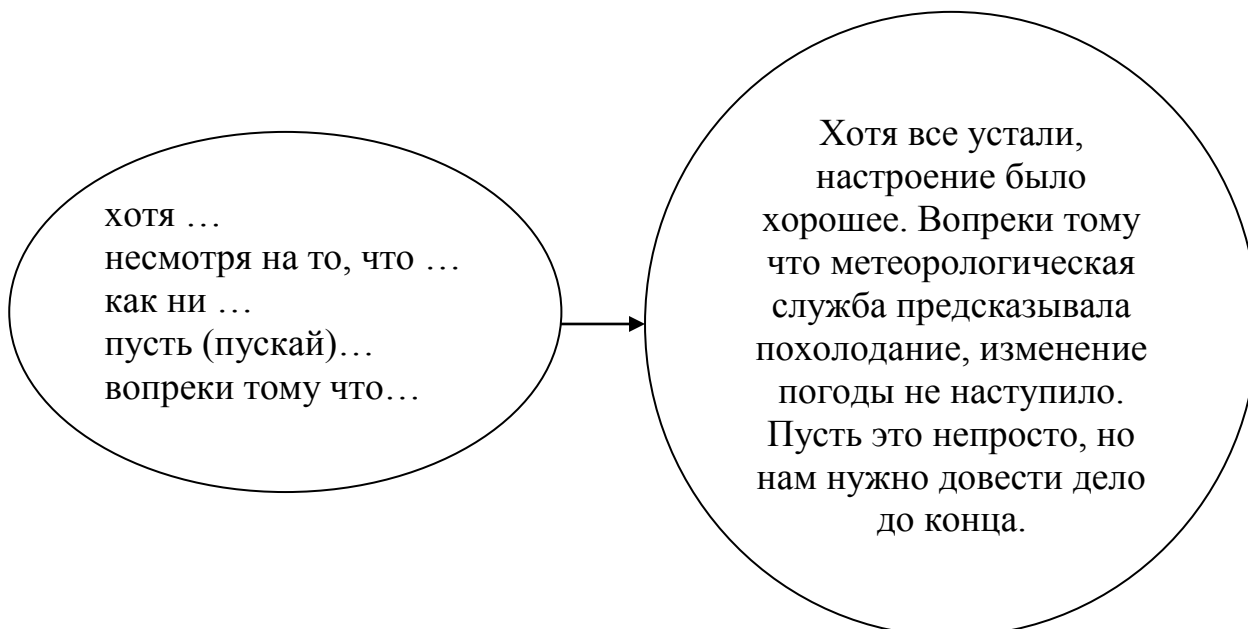 хотя …
несмотря на то, что …
как ни …
пусть (пускай)…
вопреки тому что…
Хотя все устали,
настроение было
хорошее. Вопреки тому
что метеорологическая
служба предсказывала
похолодание, изменение
погоды не наступило.
Пусть это непросто, но
нам нужно довести дело
до конца.